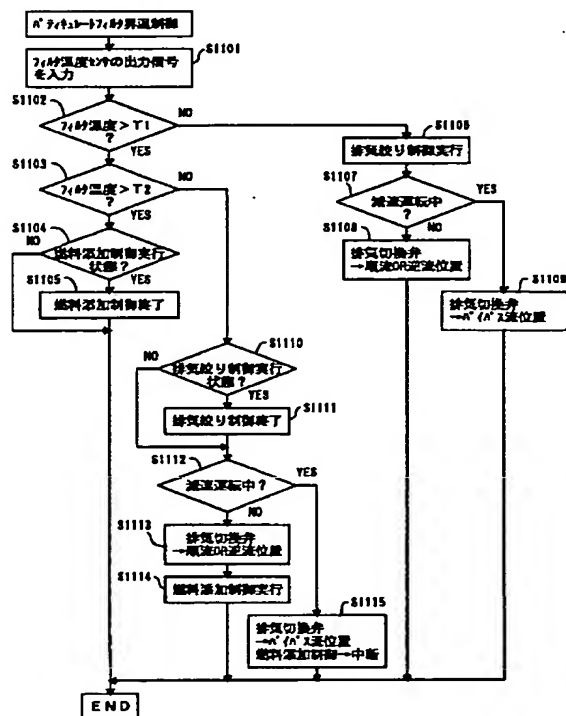 パティキュレートフィルタ昇温制御
S1101
フィルタ温度センサの出力信号
を入力
S1102
フィルタ温度>T1
?
NO
YES
S1103
フィルタ温度>T2
?
NO
YES
S1104
燃料添加制御実行
状態?
NO
YES
S1105
燃料添加制御終了
S1106
排気絞り制御実行
S1107
減速運転中
?
YES
NO
S1108
排気切換弁
→順流OR逆流位置
S1109
排気切換弁
→バイパス流位置
S1110
排気絞り制御実行
状態?
NO
YES
S1111
排気絞り制御終了
S1112
減速運転中?
YES
NO
S1113
排気切換弁
→順流OR逆流位置
S1114
燃料添加制御実行
S1115
排気切換弁
→バイパス流位置
燃料添加制御→中断
END